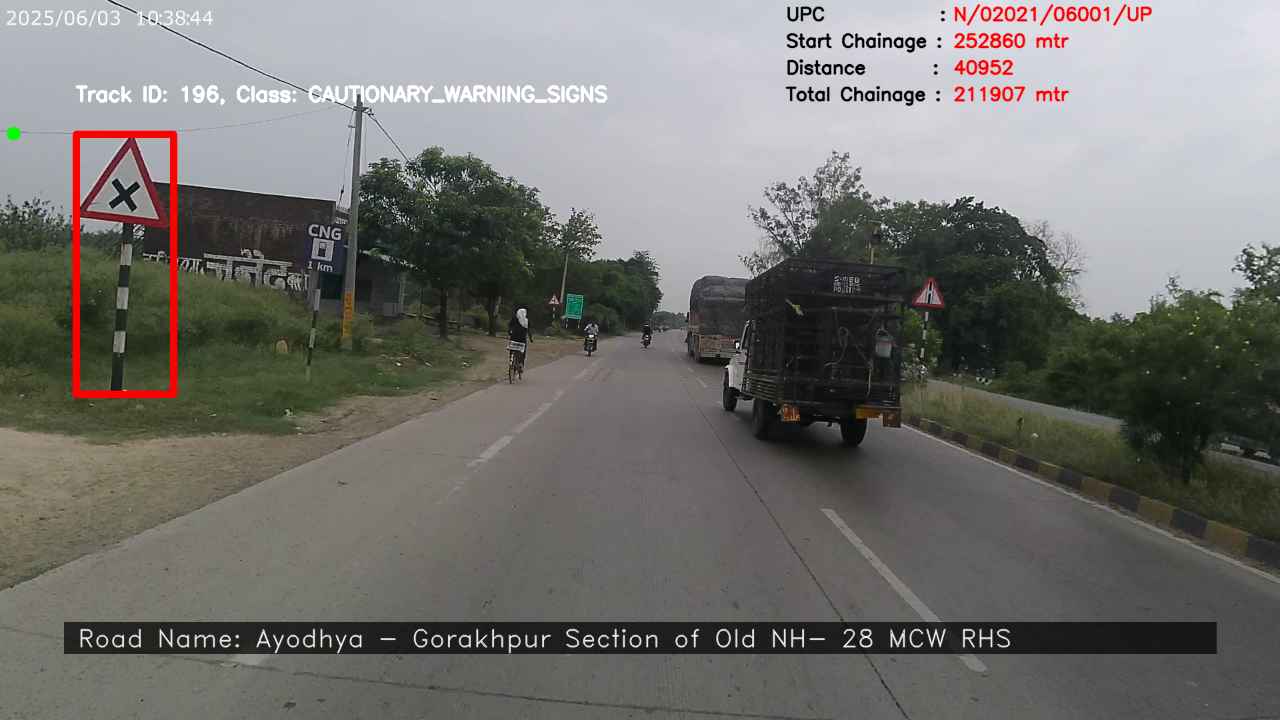 2025/06/03 10:38:44
UPC : N/02021/06001/UP
Start Chainage : 252860 mtr
Distance : 40952
Total Chainage : 211907 mtr
Track ID: 196, Class: CAUTIONARY_WARNING_SIGNS
CNG
1 km
Road Name: Ayodhya - Gorakhpur Section of Old NH- 28 MCW RHS